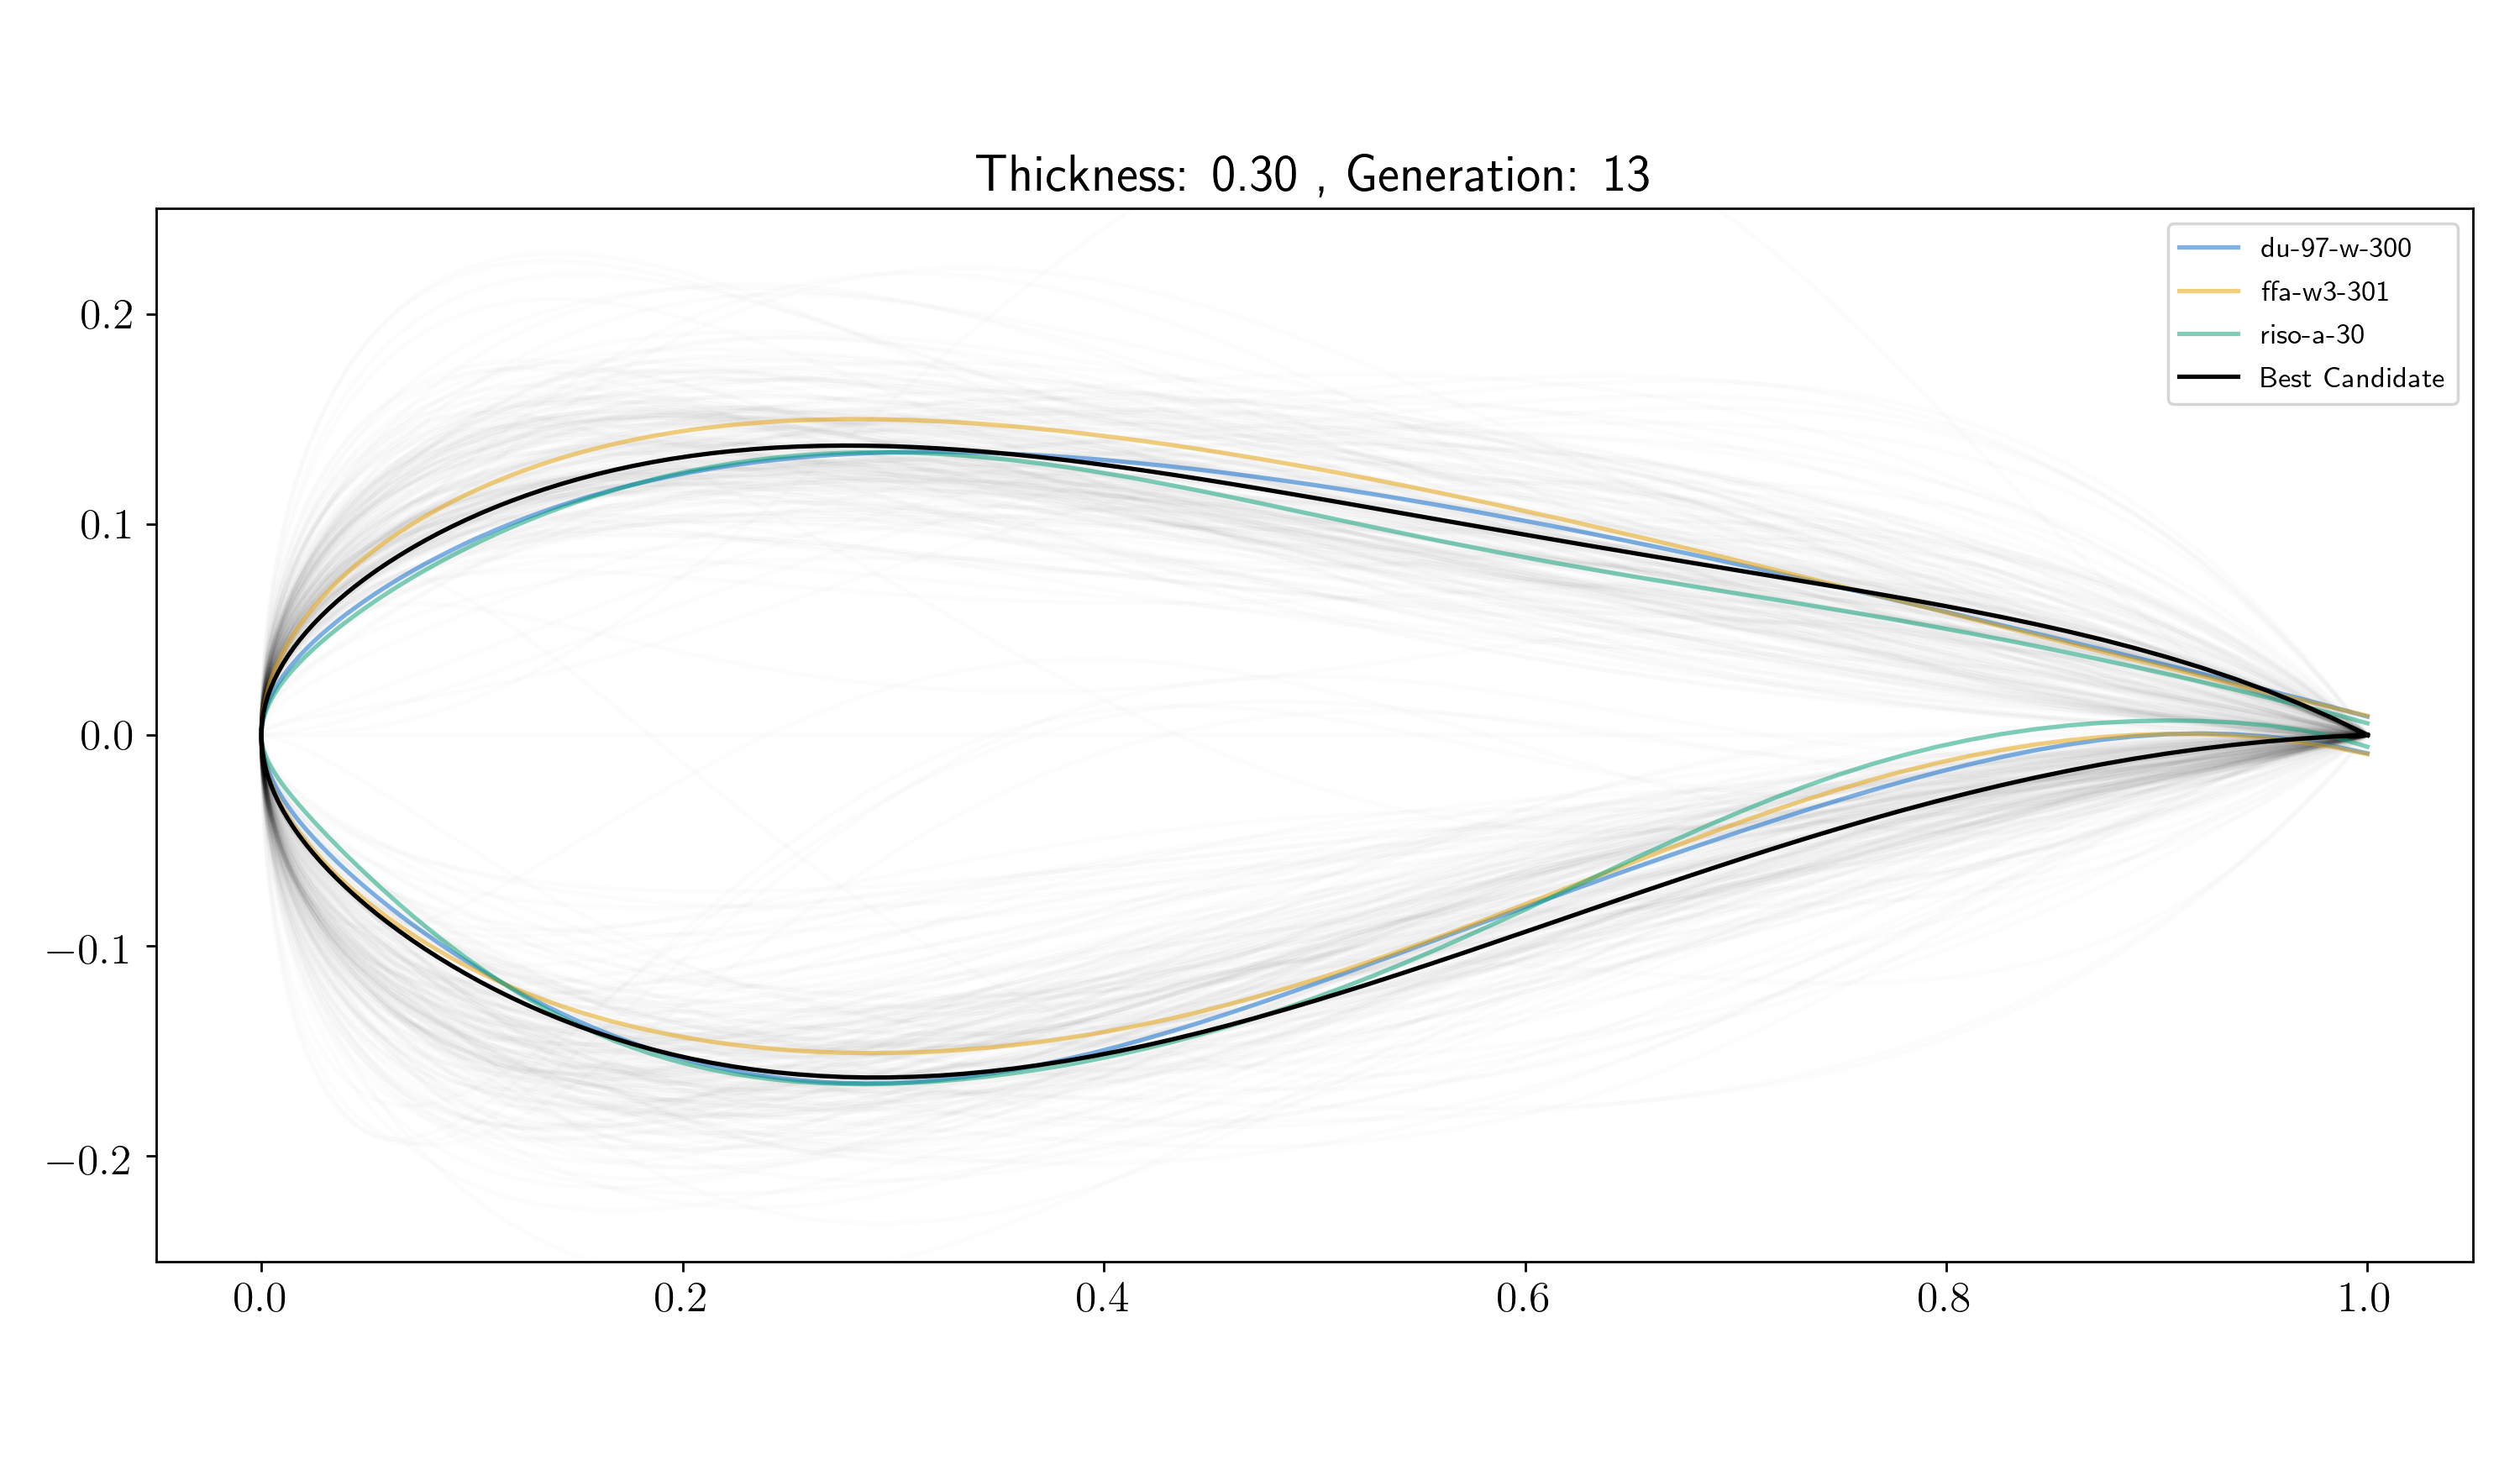 Thickness: 0.30 , Generation: 13
du-97-w-300
ffa-w3-301
riso-a-30
Best Candidate
0.2
0.1
0.0
−0.1
−0.2
0.0 0.2 0.4 0.6 0.8 1.0